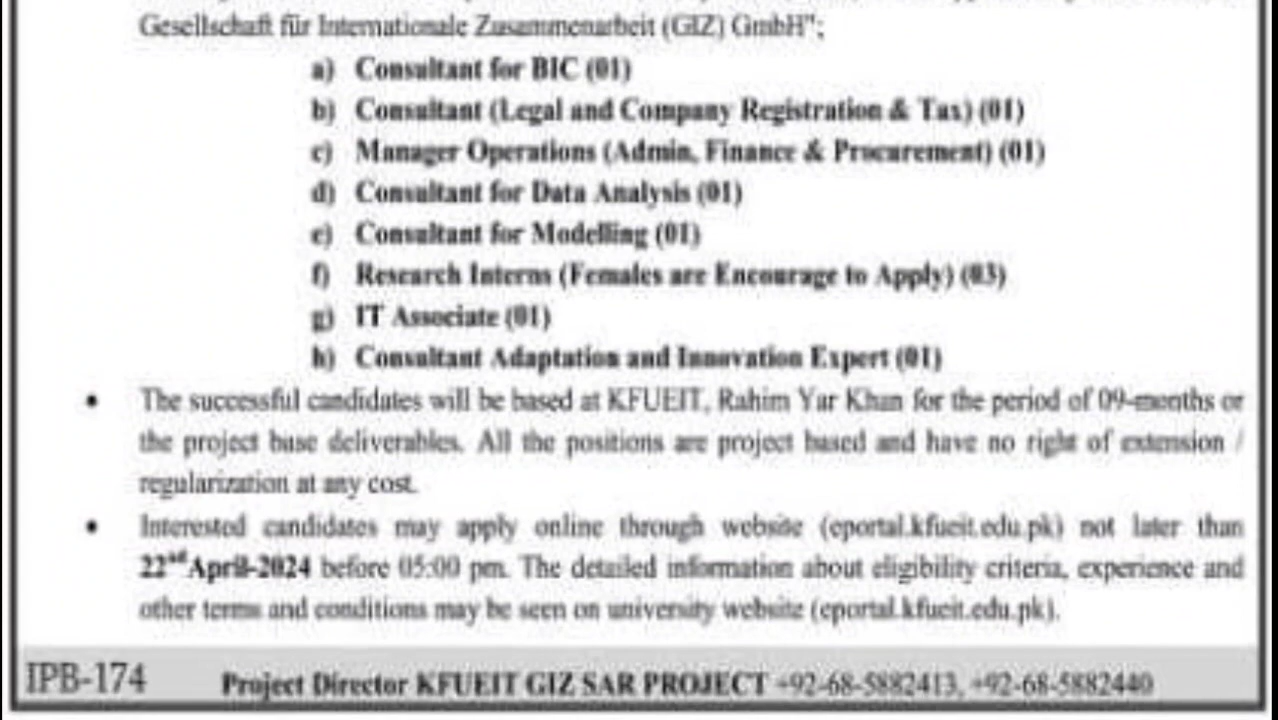 Gesellschaft für Internationale Zusammenarbeit (GIZ) GmbH";
a) Consultant for BIC (01)
b) Consultant (Legal and Company Registration & Tax) (01)
c) Manager Operations (Admin, Finance & Procurement) (01)
d) Consultant for Data Analysis (01)
e) Consultant for Modelling (01)
f) Research Interns (Females are Encourage to Apply) (03)
g) IT Associate (01)
h) Consultant Adaptation and Innovation Expert (01)
• The successful candidates will be based at KFUEIT, Rahim Yar Khan for the period of 09-months or
the project base deliverables. All the positions are project based and have no right of extension /
regularization at any cost.
• Interested candidates may apply online through website (eportal.kfueit.edu.pk) not later than
22nd April-2024 before 05:00 pm. The detailed information about eligibility criteria, experience and
other terms and conditions may be seen on university website (eportal.kfueit.edu.pk).
IPB-174 Project Director KFUEIT GIZ SAR PROJECT +92-68-5882413, +92-68-5882440